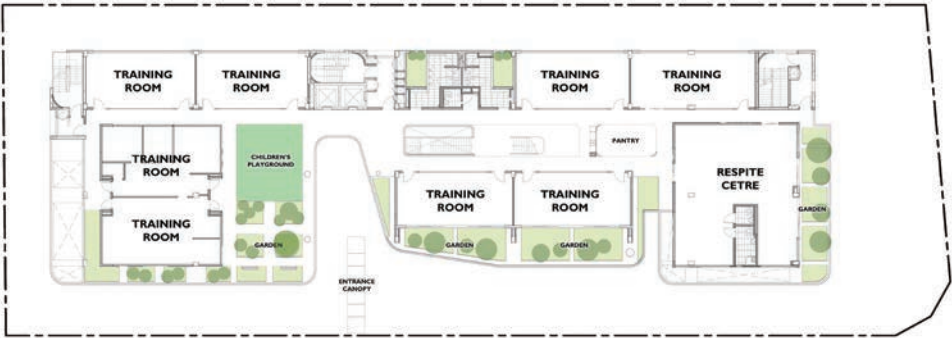 TRAINING
ROOM
TRAINING
ROOM
TRAINING
ROOM
TRAINING
ROOM
TRAINING
ROOM
CHILDREN'S
PLAYGROUND
PANTRY
RESPITE
CETRE
TRAINING
ROOM
TRAINING
ROOM
TRAINING
ROOM
GARDEN
GARDEN
GARDEN
GARDEN
ENTRANCE
CANOPY